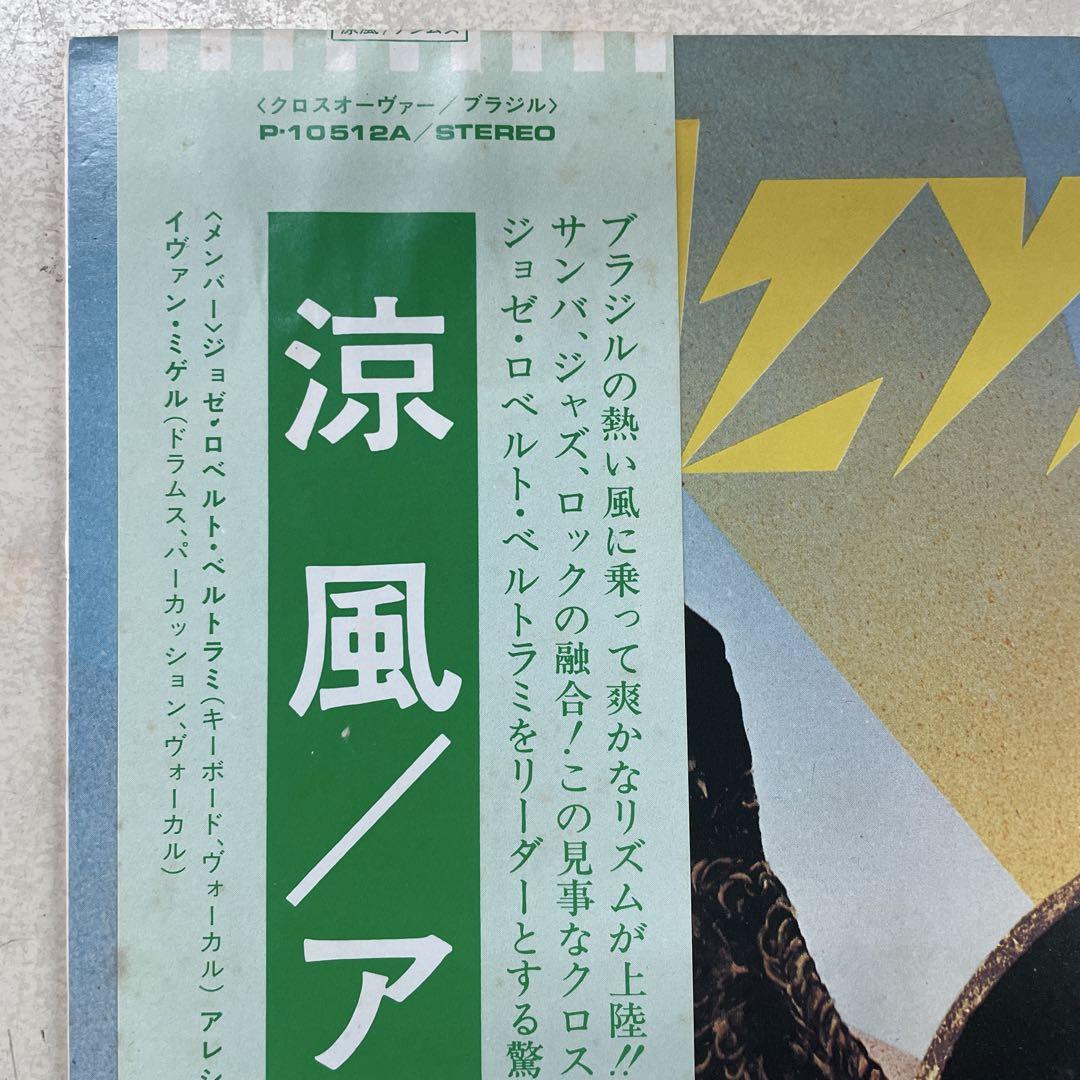 涼風/アジムス
〈クロスオーヴァー/ブラジル〉
P・10512A/STEREO
ブラジルの熱い風に乗って爽かなリズムが上陸!!
サンバ、ジャズ、ロックの融合!この見事なクロス
ジョゼ・ロベルト・ベルトラミをリーダーとする驚
涼風/ア
〈メンバー〉ジョゼ・ロベルト・ベルトラミ(キーボード、ヴォーカル) アレシ
イヴァン・ミゲル(ドラムス、パーカッション、ヴォーカル)